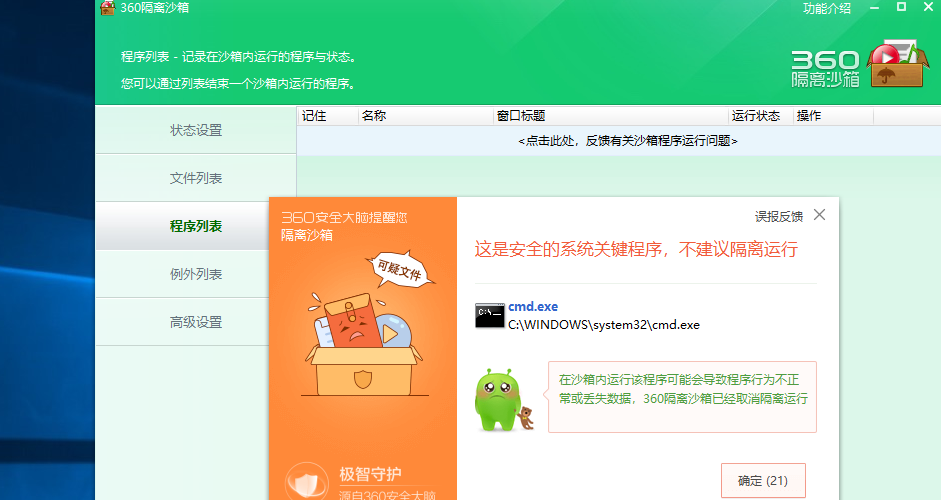 360隔离沙箱
功能介绍
程序列表 - 记录在沙箱内运行的程序与状态。
您可以通过列表结束一个沙箱内运行的程序。
360
隔离沙箱
状态设置
文件列表
程序列表
例外列表
高级设置
记住 名称 窗口标题 运行状态 操作
<点击此处，反馈有关沙箱程序运行问题>
360安全大脑提醒您
隔离沙箱
可疑文件
极智守护
源自360安全大脑
误报反馈
这是安全的系统关键程序，不建议隔离运行
C:\_
cmd.exe
C:\WINDOWS\system32\cmd.exe
在沙箱内运行该程序可能会导致程序行为不正
常或丢失数据，360隔离沙箱已经取消隔离运行
确定 (21)